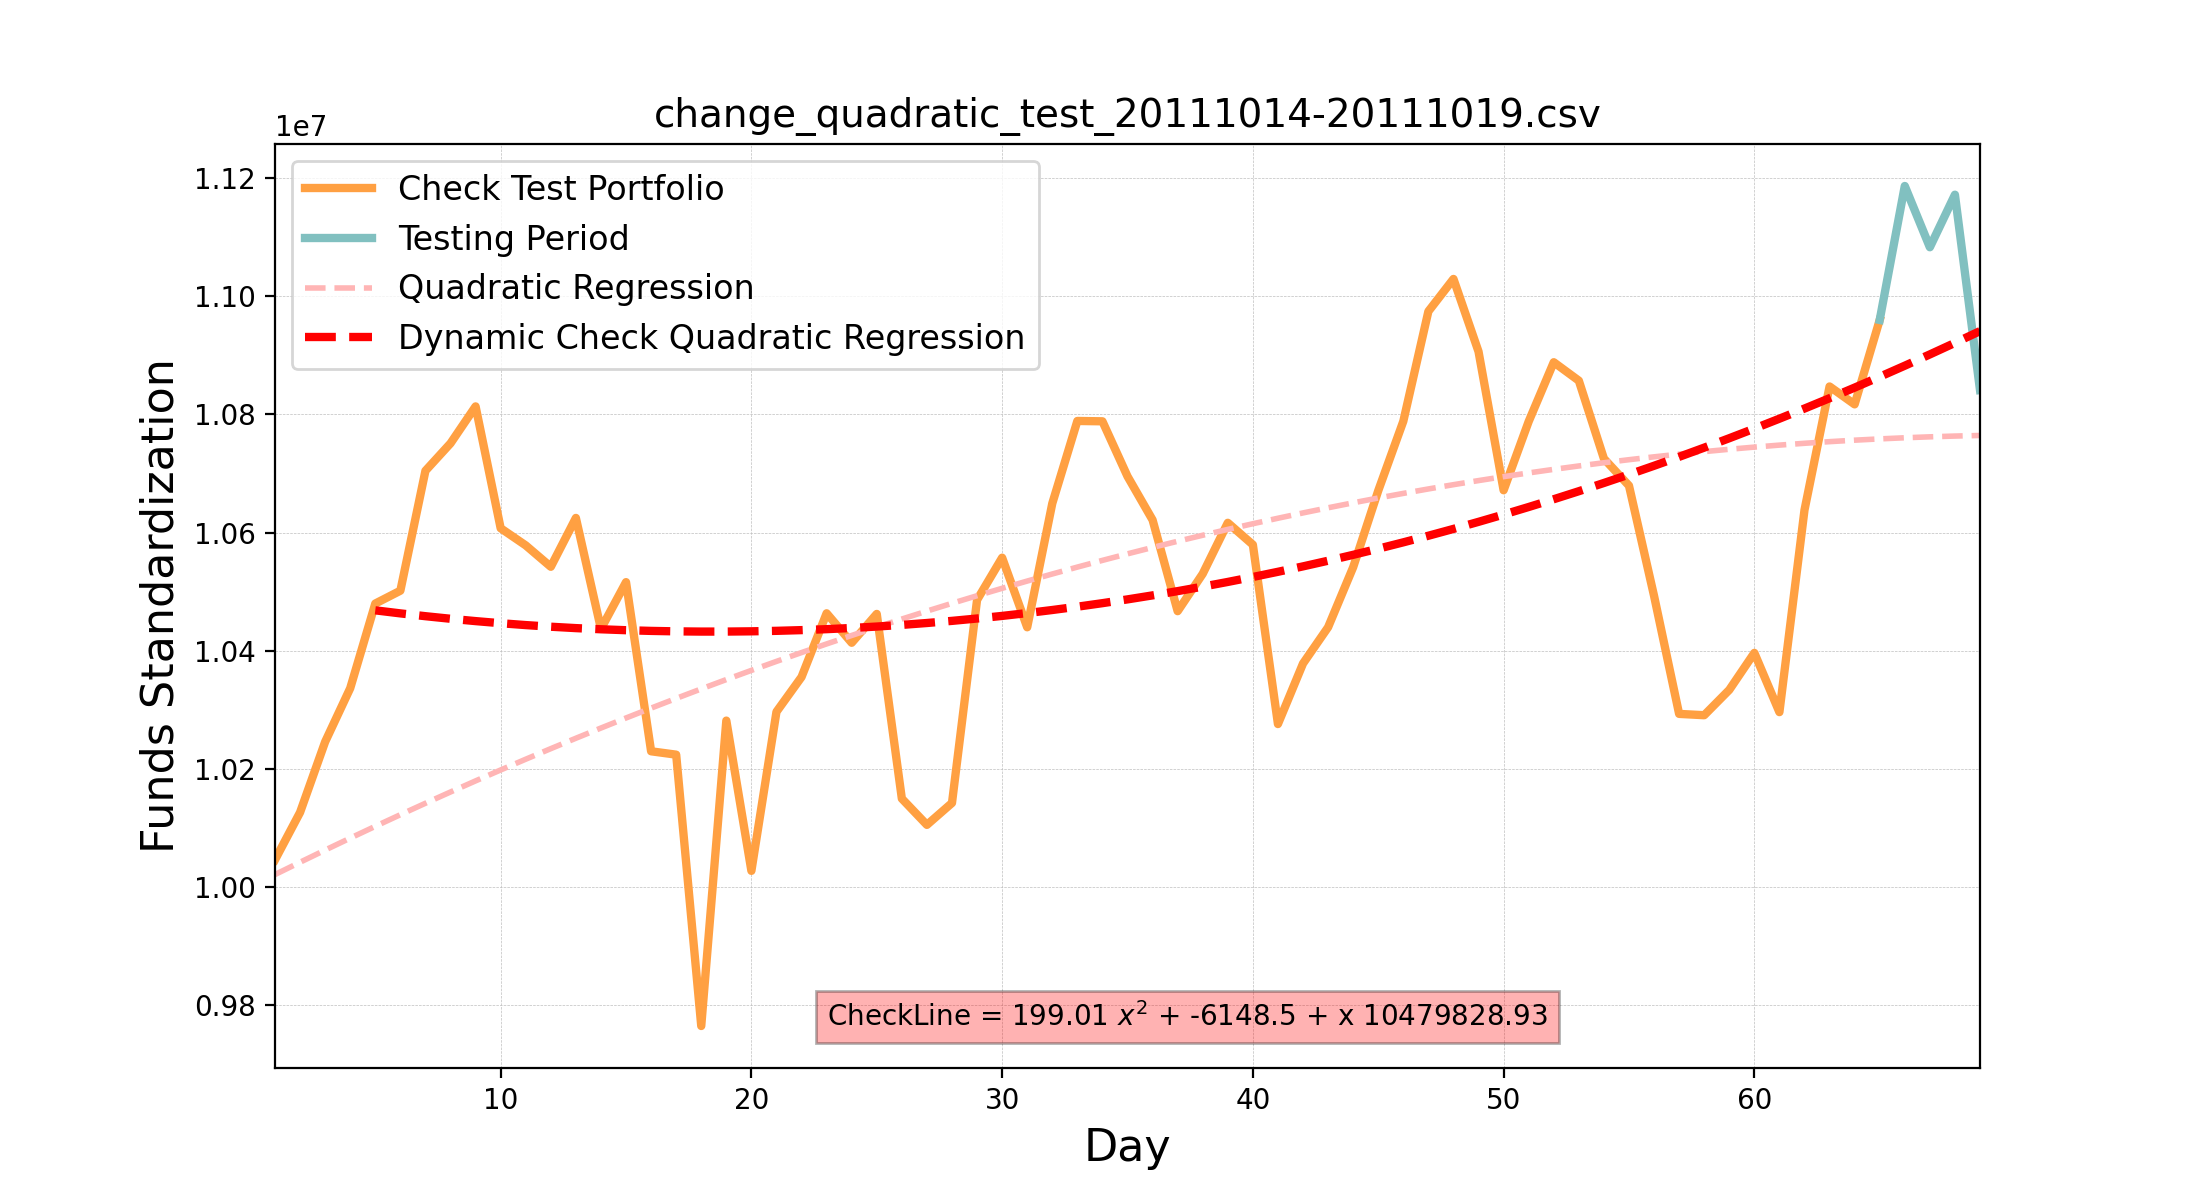 change_quadratic_test_20111014-20111019.csv
1e7
1.12
1.10
1.08
1.06
1.04
1.02
1.00
0.98
Funds Standardization
Check Test Portfolio
Testing Period
Quadratic Regression
Dynamic Check Quadratic Regression
CheckLine = 199.01 x² + -6148.5 + x 10479828.93
10 20 30 40 50 60
Day